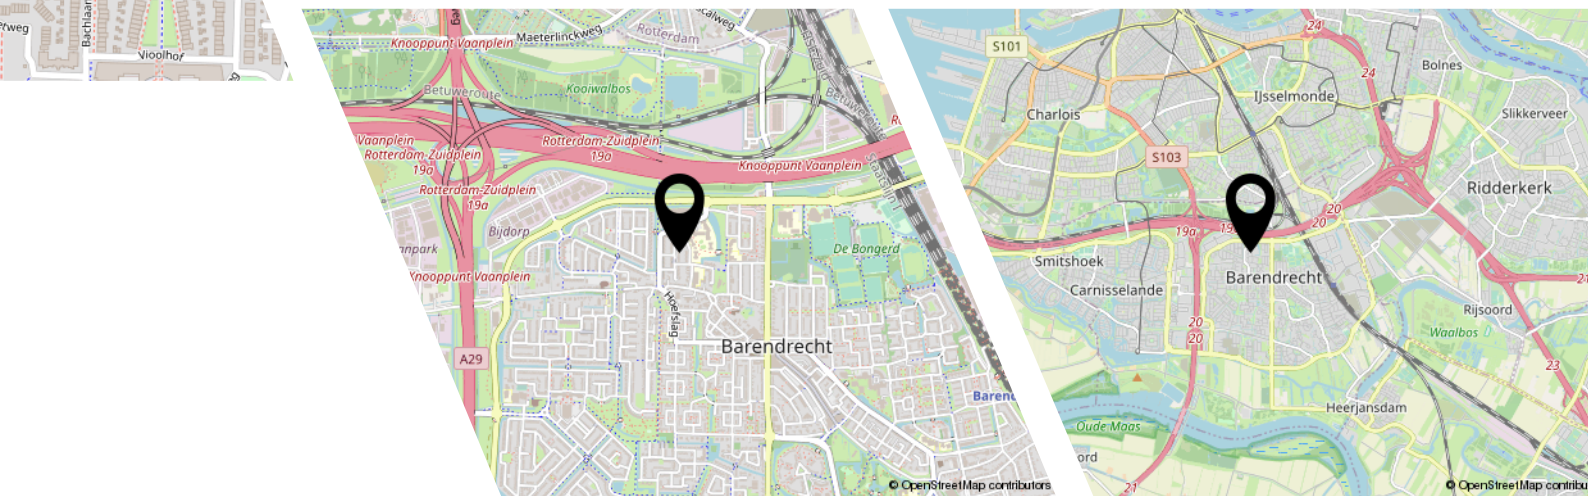 Bachlaan
Vioolhof
Knooppunt Vaanplein
Maeterlinckweg
Rotterdam
Betuweroute
Kooiwalbos
Vaanplein
Rotterdam-Zuidplein
19a
Rotterdam-Zuidplein
19a
Rotterdam-Zuidplein
19a
Knooppunt Vaanplein
Bijdorp
De Bongerd
Knooppunt Vaanplein
Hoefslag
A29
Barendrecht
© OpenStreetMap contributors
S101
24
24
Bolnes
IJsselmonde
Charlois
Slikkerveer
S103
Ridderkerk
20
20
19a
Smitshoek
Barendrecht
Carnisselande
Rijsoord
20
20
Waalbos
23
Heerjansdam
Oude Maas
21
© OpenStreetMap contribu